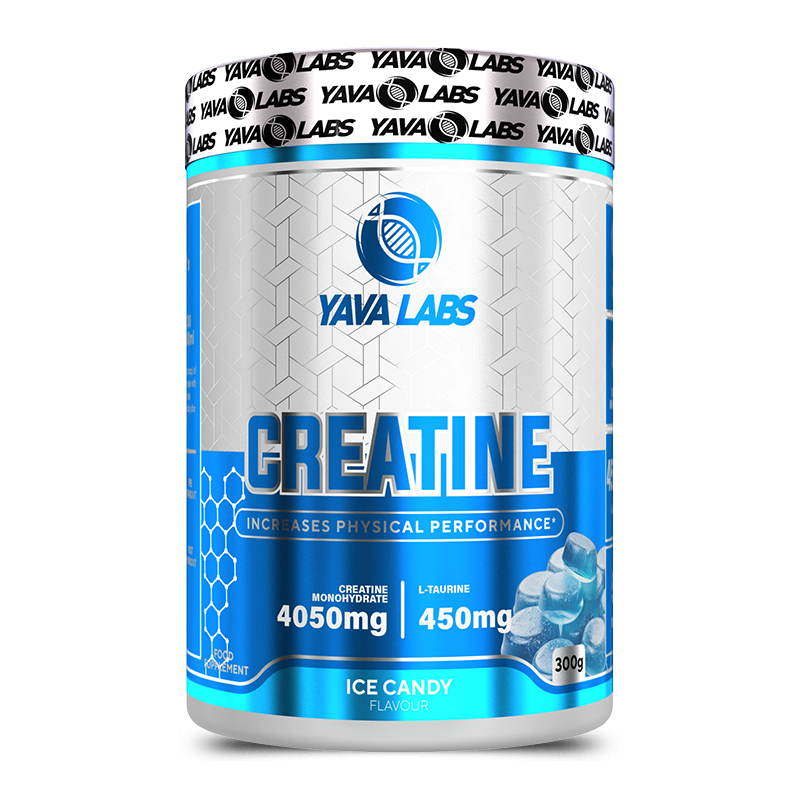 YAVA LABS YAVA LABS YAVA
LABS YAVA LABS YAVA LABS YAVA LABS
LABS YAVA LABS YAVA LABS YAVA LABS
YAVA LABS
CREATINE
INCREASES PHYSICAL PERFORMANCE*
CREATINE
MONOHYDRATE
4050mg
L-TAURINE
450mg
FOOD
SUPPLEMENT
300g
ICE CANDY
FLAVOUR